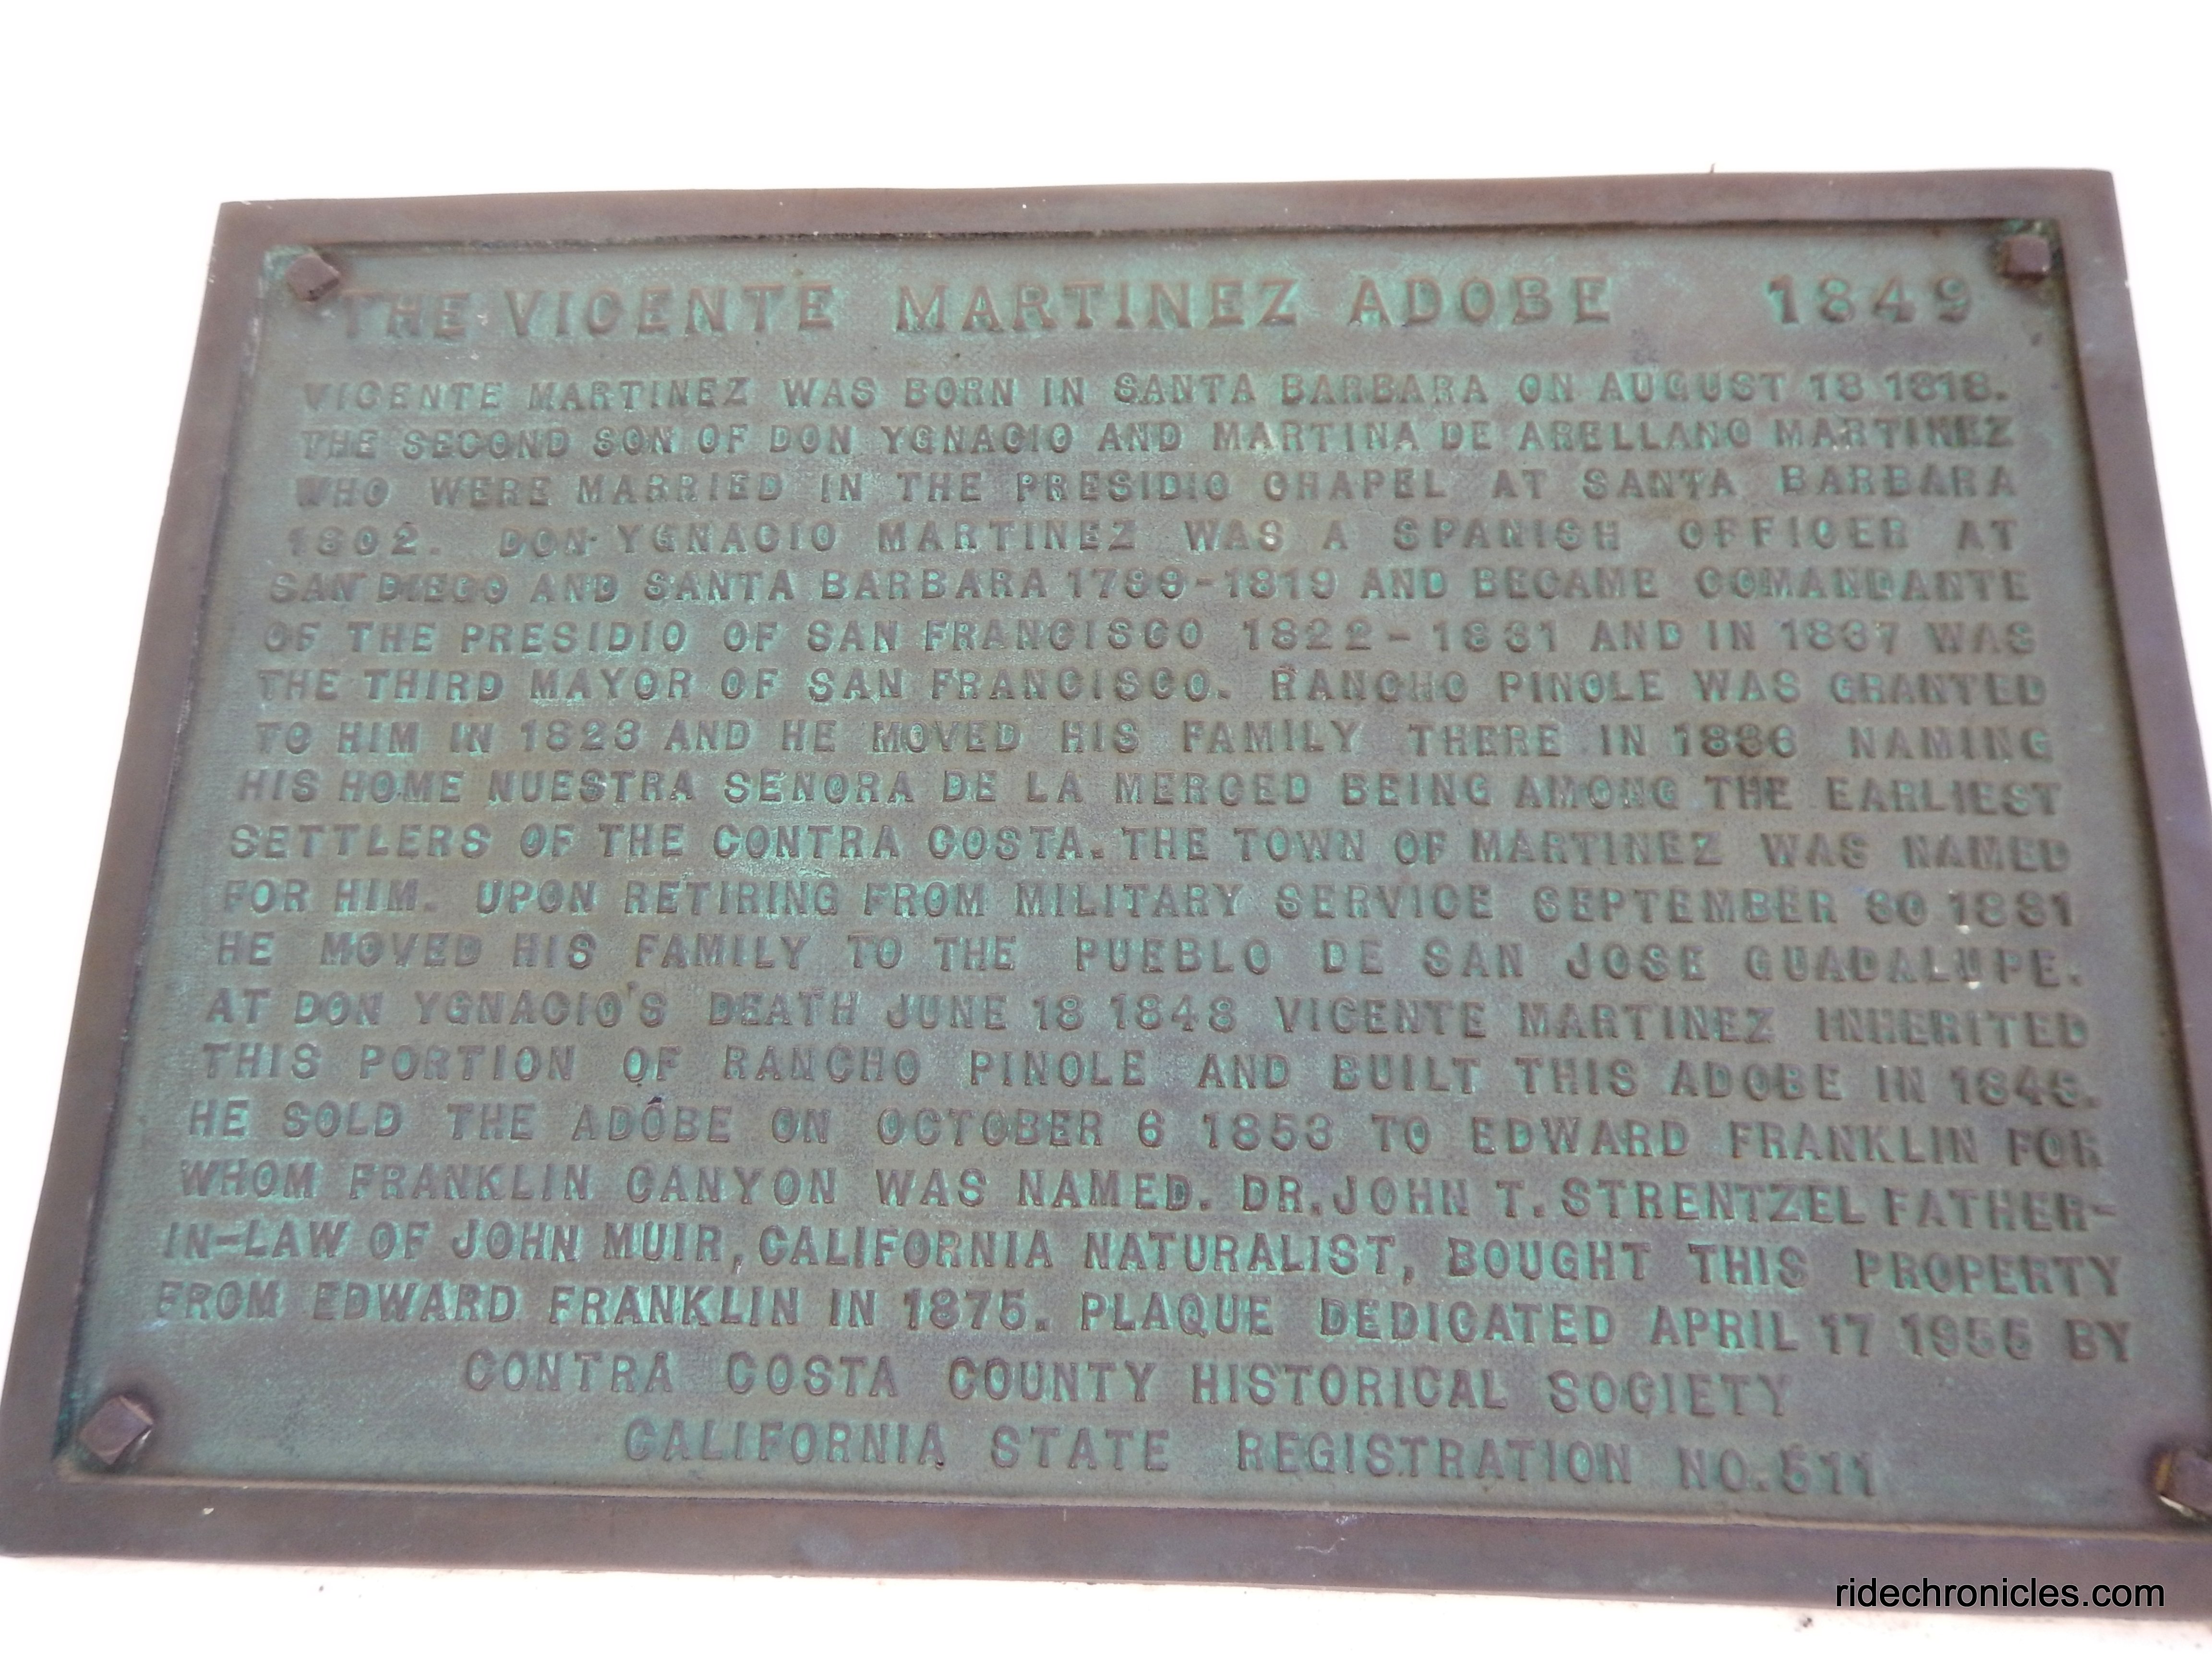 THE VICENTE MARTINEZ ADOBE 1849
VICENTE MARTINEZ WAS BORN IN SANTA BARBARA ON AUGUST 18 1818.
THE SECOND SON OF DON YGNACIO AND MARTINA DE ARELLANO MARTINEZ
WHO WERE MARRIED IN THE PRESIDIO CHAPEL AT SANTA BARBARA
1802. DON YGNACIO MARTINEZ WAS A SPANISH OFFICER AT
SAN DIEGO AND SANTA BARBARA 1799-1819 AND BECAME COMANDANTE
OF THE PRESIDIO OF SAN FRANCISCO 1822-1831 AND IN 1837 WAS
THE THIRD MAYOR OF SAN FRANCISCO. RANCHO PINOLE WAS GRANTED
TO HIM IN 1823 AND HE MOVED HIS FAMILY THERE IN 1836 NAMING
HIS HOME NUESTRA SENORA DE LA MERCED BEING AMONG THE EARLIEST
SETTLERS OF THE CONTRA COSTA. THE TOWN OF MARTINEZ WAS NAMED
FOR HIM. UPON RETIRING FROM MILITARY SERVICE SEPTEMBER 30 1831
HE MOVED HIS FAMILY TO THE PUEBLO DE SAN JOSE GUADALUPE.
AT DON YGNACIO'S DEATH JUNE 18 1848 VICENTE MARTINEZ INHERITED
THIS PORTION OF RANCHO PINOLE AND BUILT THIS ADOBE IN 1849.
HE SOLD THE ADOBE ON OCTOBER 6 1853 TO EDWARD FRANKLIN FOR
WHOM FRANKLIN CANYON WAS NAMED. DR. JOHN T. STRENTZEL FATHER-
IN-LAW OF JOHN MUIR, CALIFORNIA NATURALIST, BOUGHT THIS PROPERTY
FROM EDWARD FRANKLIN IN 1875. PLAQUE DEDICATED APRIL 17 1955 BY
CONTRA COSTA COUNTY HISTORICAL SOCIETY
CALIFORNIA STATE REGISTRATION NO. 511
ridechronicles.com